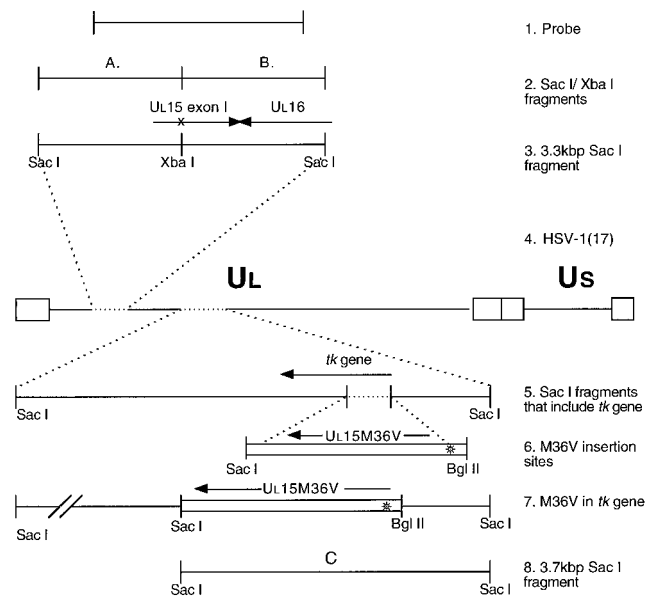 1. Probe
A. B.
2. Sac I/ Xba I
fragments
UL15 exon I UL16
x
3. 3.3kbp Sac I
fragment
Sac I Xba I Sac I
4. HSV-1(17)
UL US
tk gene
5. Sac I fragments
that include tk gene
Sac I Sac I
UL15M36V
6. M36V insertion
sites
Sac I Bgl II
UL15M36V
7. M36V in tk gene
Sac I Sac I Bgl II Sac I
C
8. 3.7kbp Sac I
fragment
Sac I Sac I